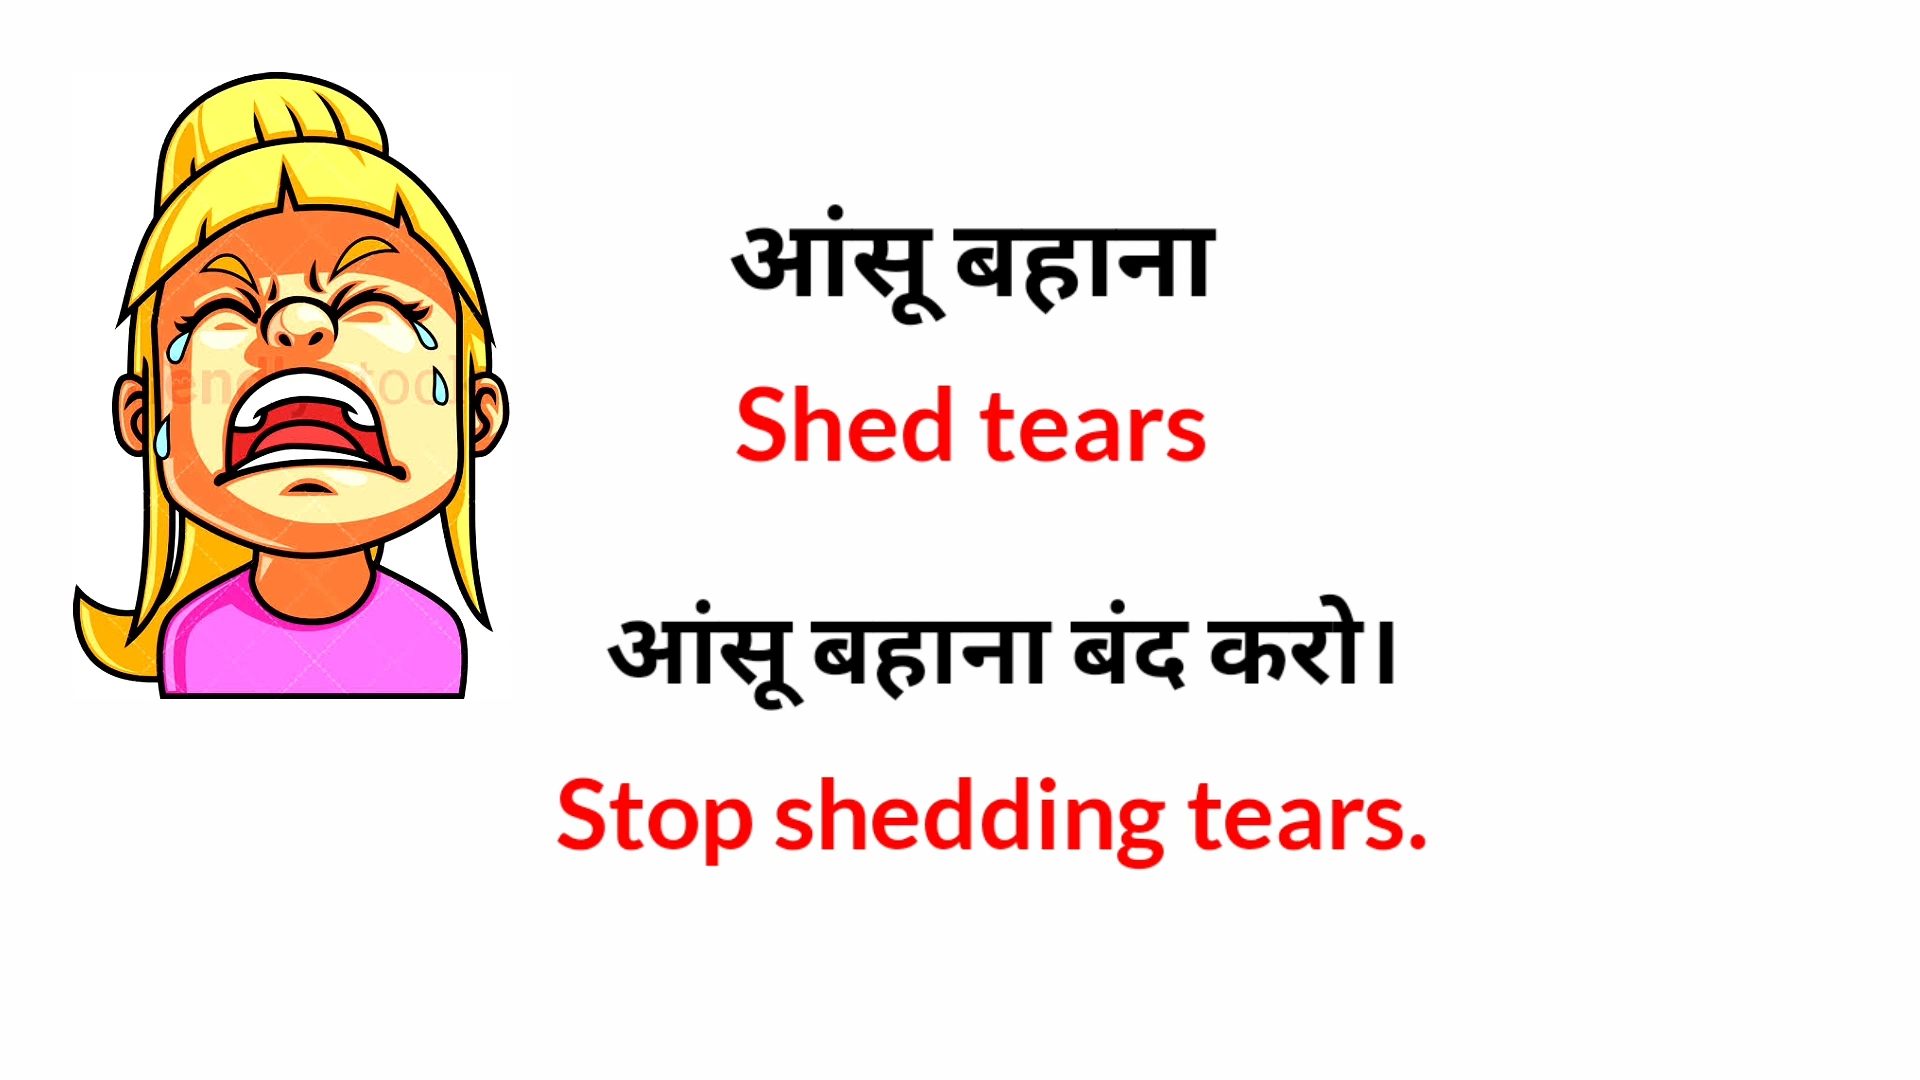 आंसू बहाना
Shed tears
आंसू बहाना बंद करो।
Stop shedding tears.